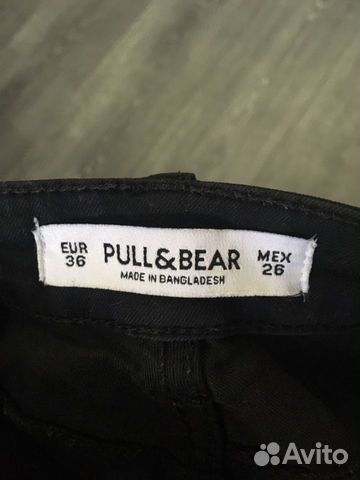 EUR 36
PULL&BEAR
MADE IN BANGLADESH
MEX 26
Avito